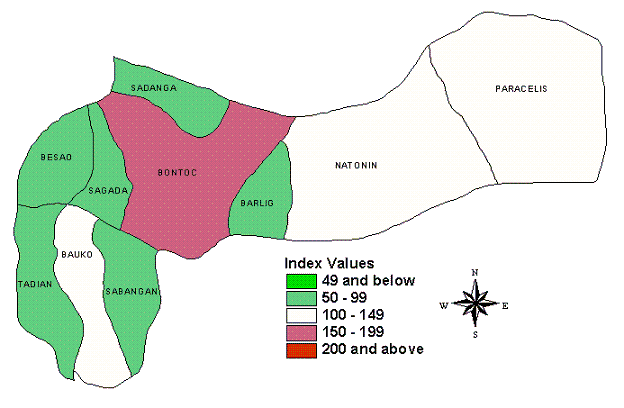 PARACELIS
SADANGA
BESAO
BONTOC
NATONIN
SAGADA
BARLIG
BAUKO
TADIAN
SABANGAN
Index Values
49 and below
50 - 99
100 - 149
150 - 199
200 and above
N
W E
S